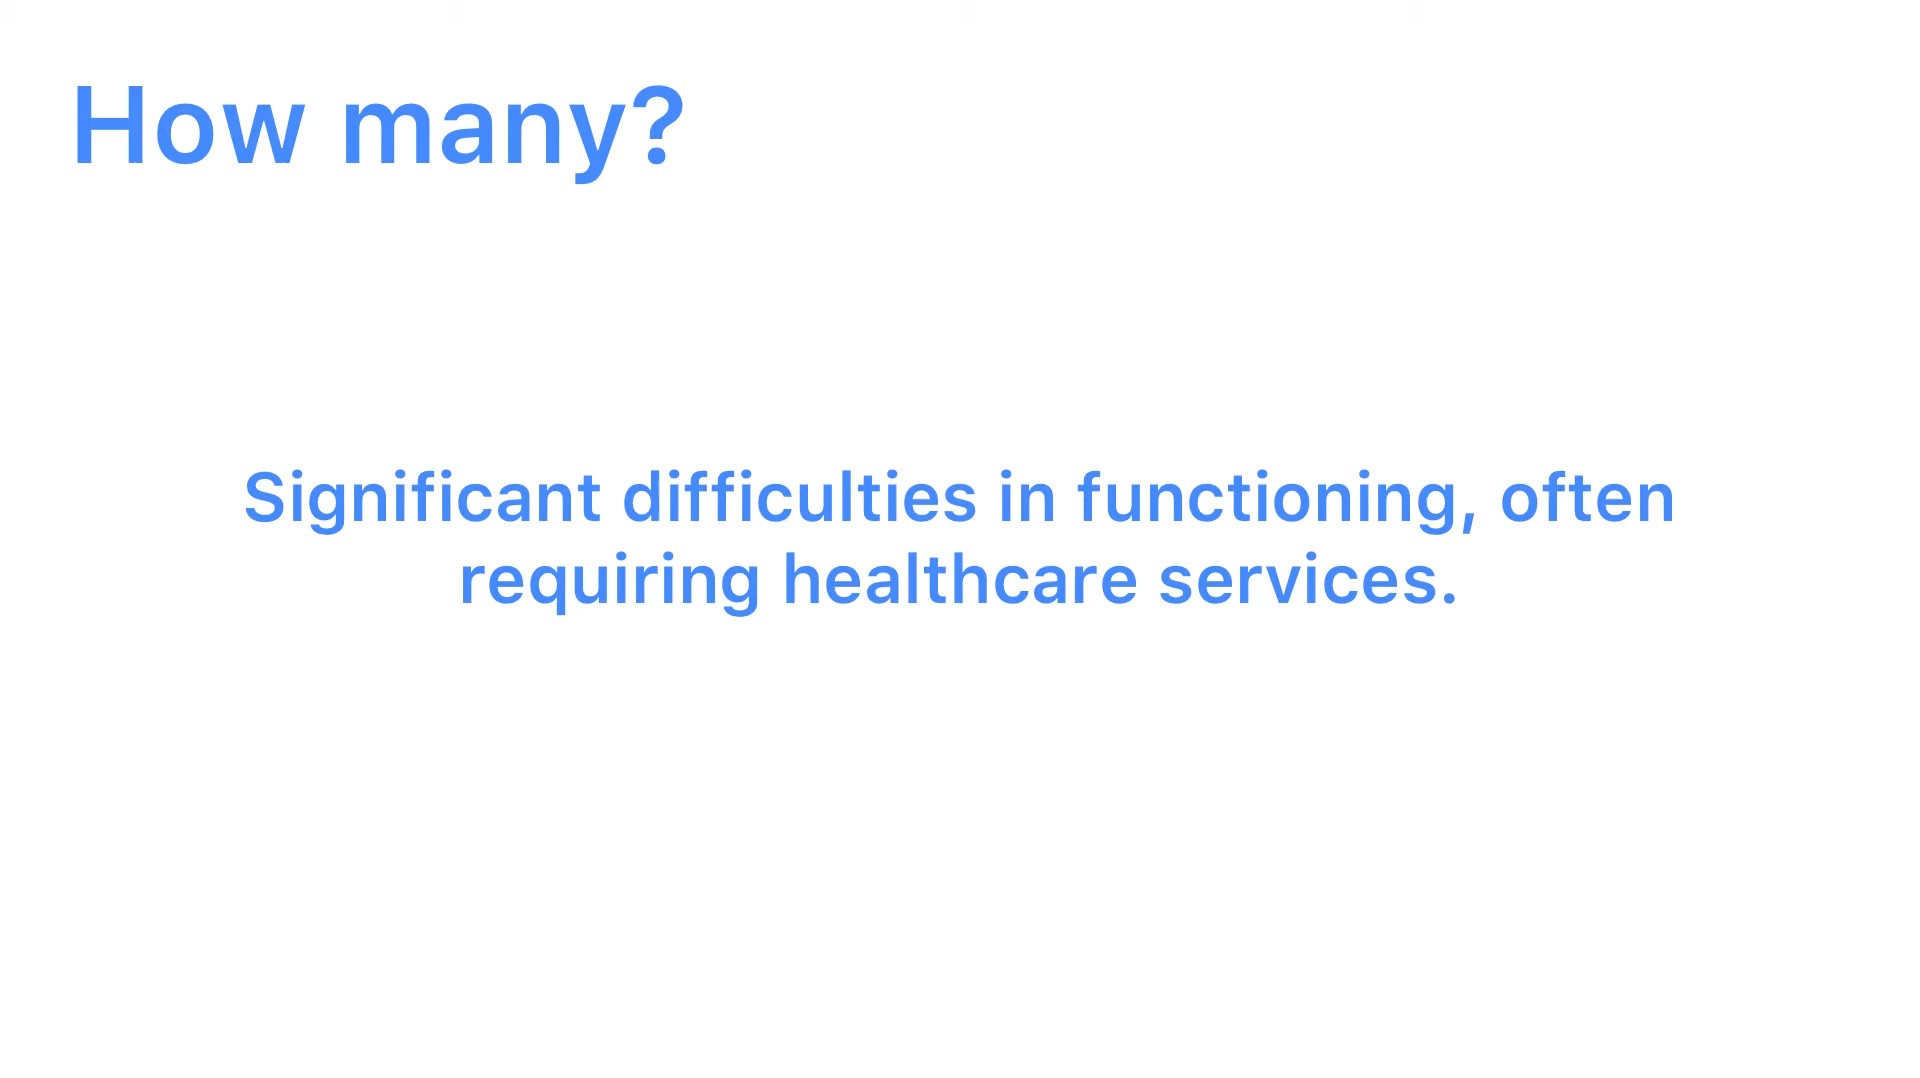 How many?
Significant difficulties in functioning, often
requiring healthcare services.